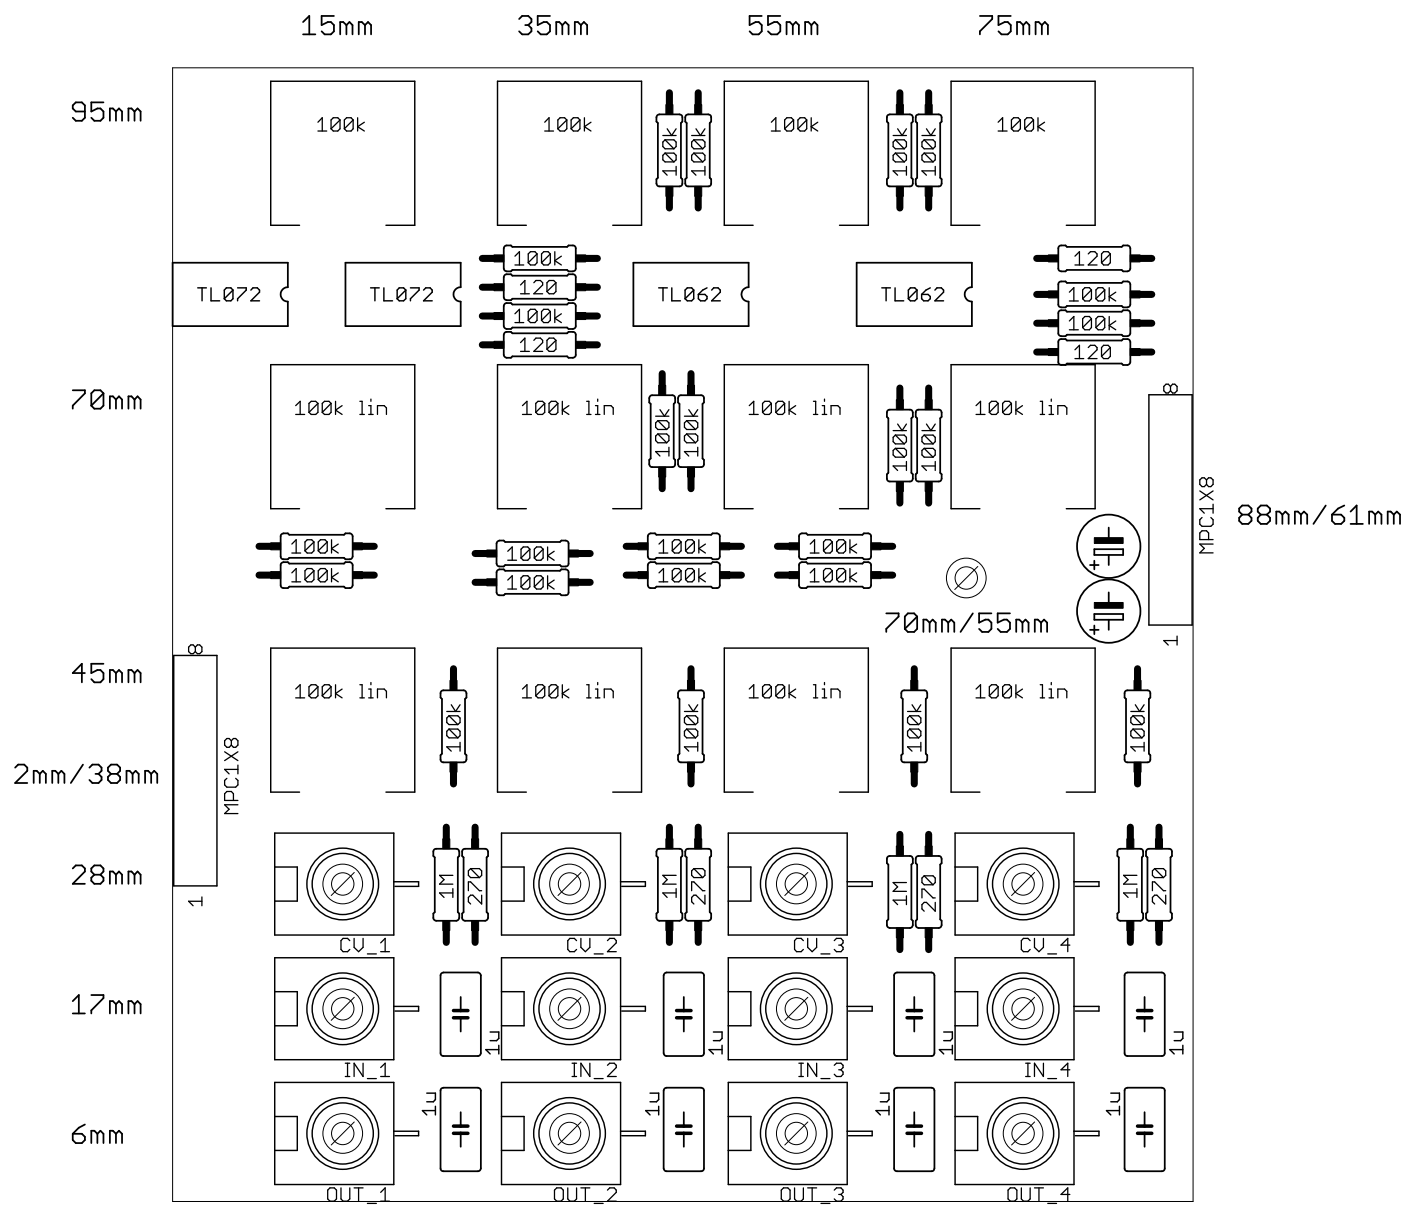 15mm 35mm 55mm 75mm
95mm
100k 100k 100k 100k
100k 100k 100k 100k
100k 120
TL072 TL072 120 TL062 TL062 100k
100k 100k
120 120
8
70mm
100k lin 100k lin 100k lin 100k lin
100k 100k 100k 100k
MPC1X8
88mm/61mm
100k 100k 100k 100k
100k 100k 100k 100k
+
70mm/55mm
+
1
8
45mm
100k lin 100k lin 100k lin 100k lin
100k 100k 100k 100k
MPC1X8
2mm/38mm
28mm
1M 270 1M 270 1M 270 1M 270
1
CV_1 CV_2 CV_3 CV_4
17mm
1u 1u 1u 1u
IN_1 IN_2 IN_3 IN_4
1u 1u 1u 1u
6mm
OUT_1 OUT_2 OUT_3 OUT_4